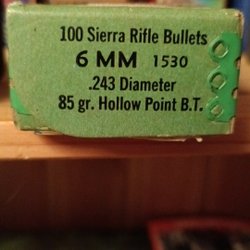 100 Sierra Rifle Bullets
6 MM 1530
.243 Diameter
85 gr. Hollow Point B.T.